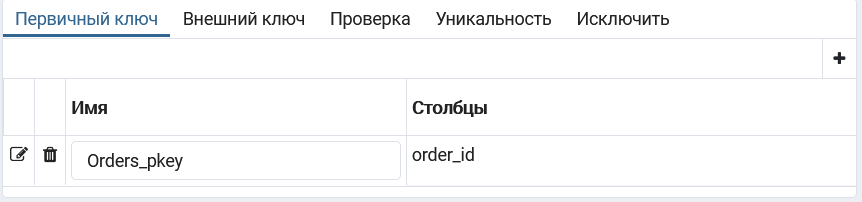 Первичный ключ Внешний ключ Проверка Уникальность Исключить
+
Имя Столбцы
Orders_pkey order_id